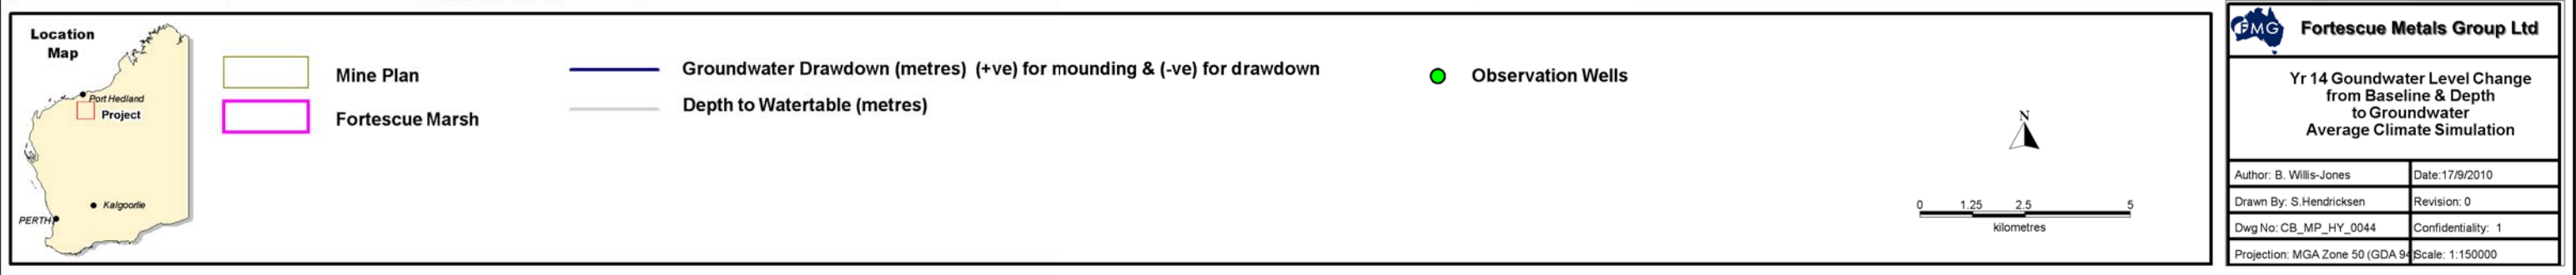 Location
Map
Port Hedland
Project
Kalgoorlie
PERTH
Mine Plan
Fortescue Marsh
Groundwater Drawdown (metres) (+ve) for mounding & (-ve) for drawdown
Depth to Watertable (metres)
Observation Wells
N
0 1.25 2.5 5
kilometres
FMG
Fortescue Metals Group Ltd
Yr 14 Goundwater Level Change
from Baseline & Depth
to Groundwater
Average Climate Simulation
Author: B. Willis-Jones
Date:17/9/2010
Drawn By: S.Hendricksen
Revision: 0
Dwg No: CB_MP_HY_0044
Confidentiality: 1
Projection: MGA Zone 50 (GDA 94
Scale: 1:150000